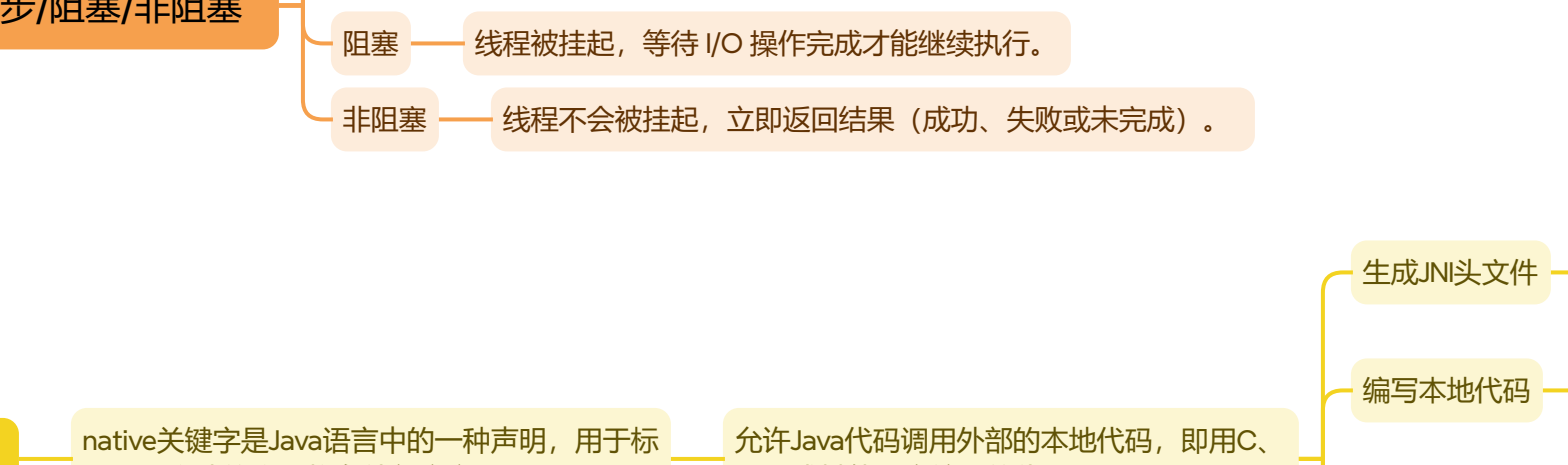 步/阻塞/非阻塞
阻塞
线程被挂起，等待 I/O 操作完成才能继续执行。
非阻塞
线程不会被挂起，立即返回结果（成功、失败或未完成）。
生成JNI头文件
编写本地代码
native关键字是Java语言中的一种声明，用于标
允许Java代码调用外部的本地代码，即用C、